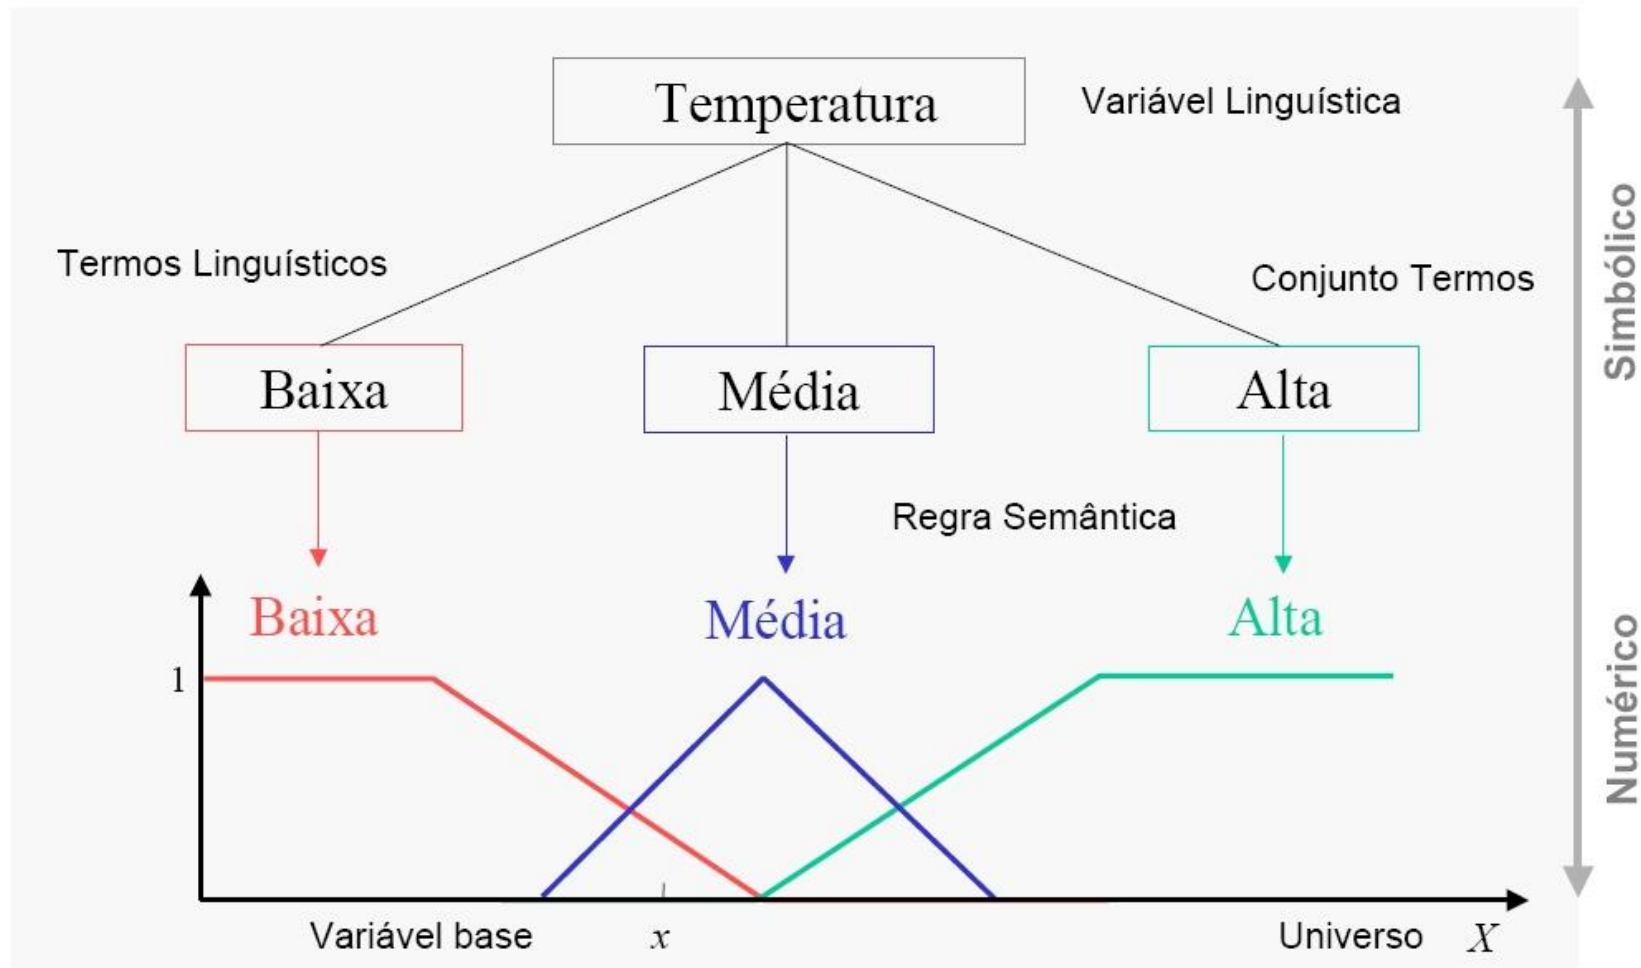 Temperatura
Variável Linguística
Termos Linguísticos
Conjunto Termos
Simbólico
Baixa
Média
Alta
Regra Semântica
Baixa
Média
Alta
1
Numérico
Variável base
x
Universo
X